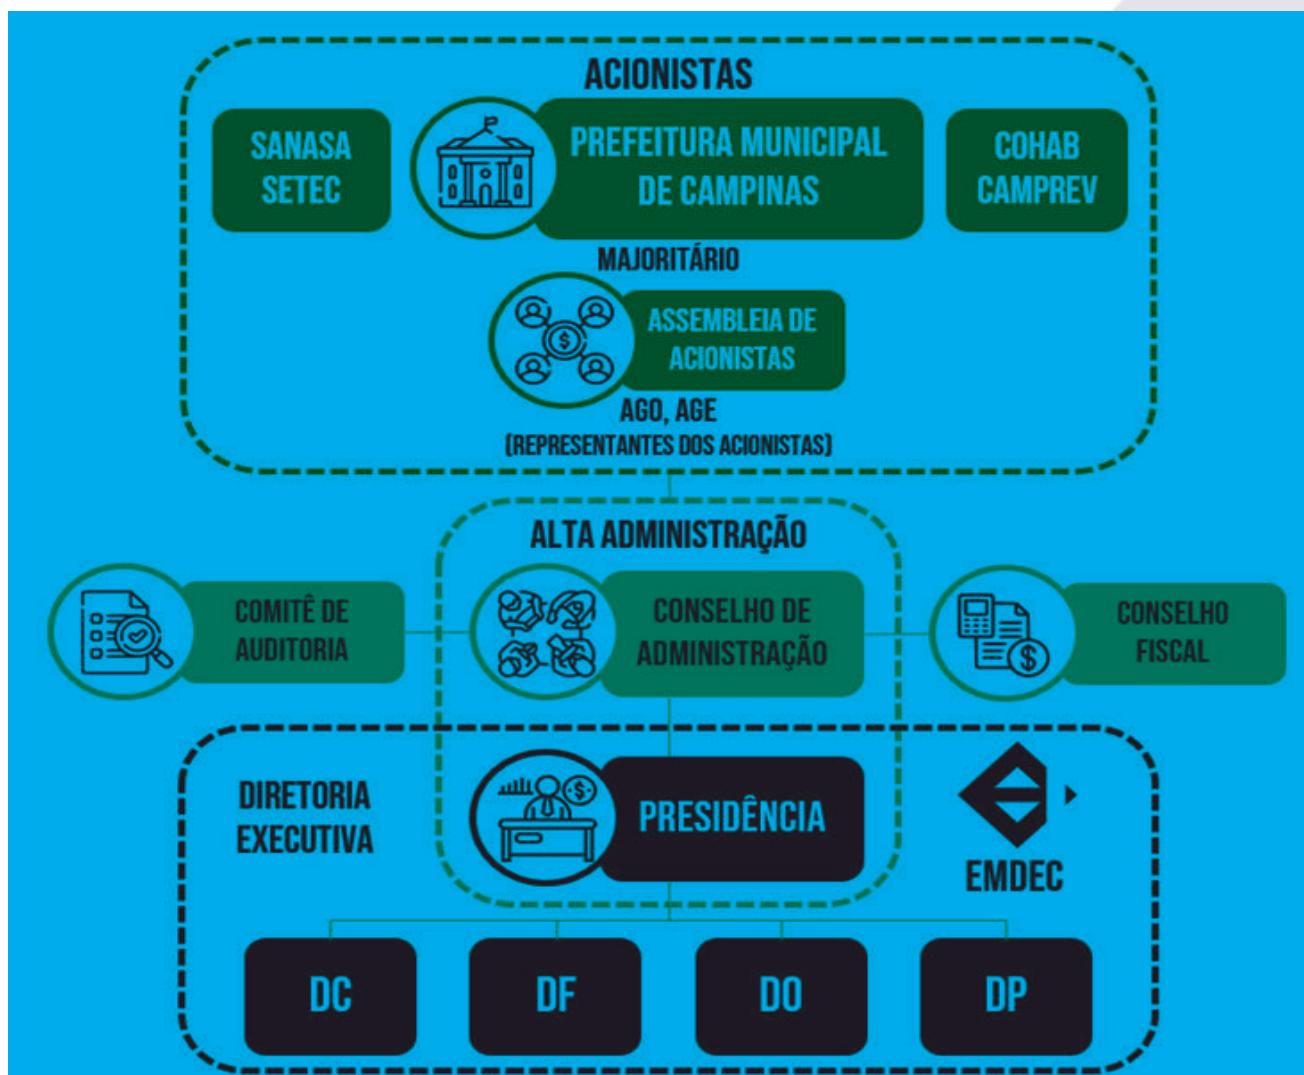 ACIONISTAS
SANASA
SETEC
PREFEITURA MUNICIPAL
DE CAMPINAS
COHAB
CAMPREV
MAJORITÁRIO
$
ASSEMBLEIA DE
ACIONISTAS
AGO, AGE
(REPRESENTANTES DOS ACIONISTAS)
ALTA ADMINISTRAÇÃO
COMITÊ DE
AUDITORIA
CONSELHO DE
ADMINISTRAÇÃO
$
CONSELHO
FISCAL
DIRETORIA
EXECUTIVA
$
PRESIDÊNCIA
EMDEC
DC
DF
DO
DP